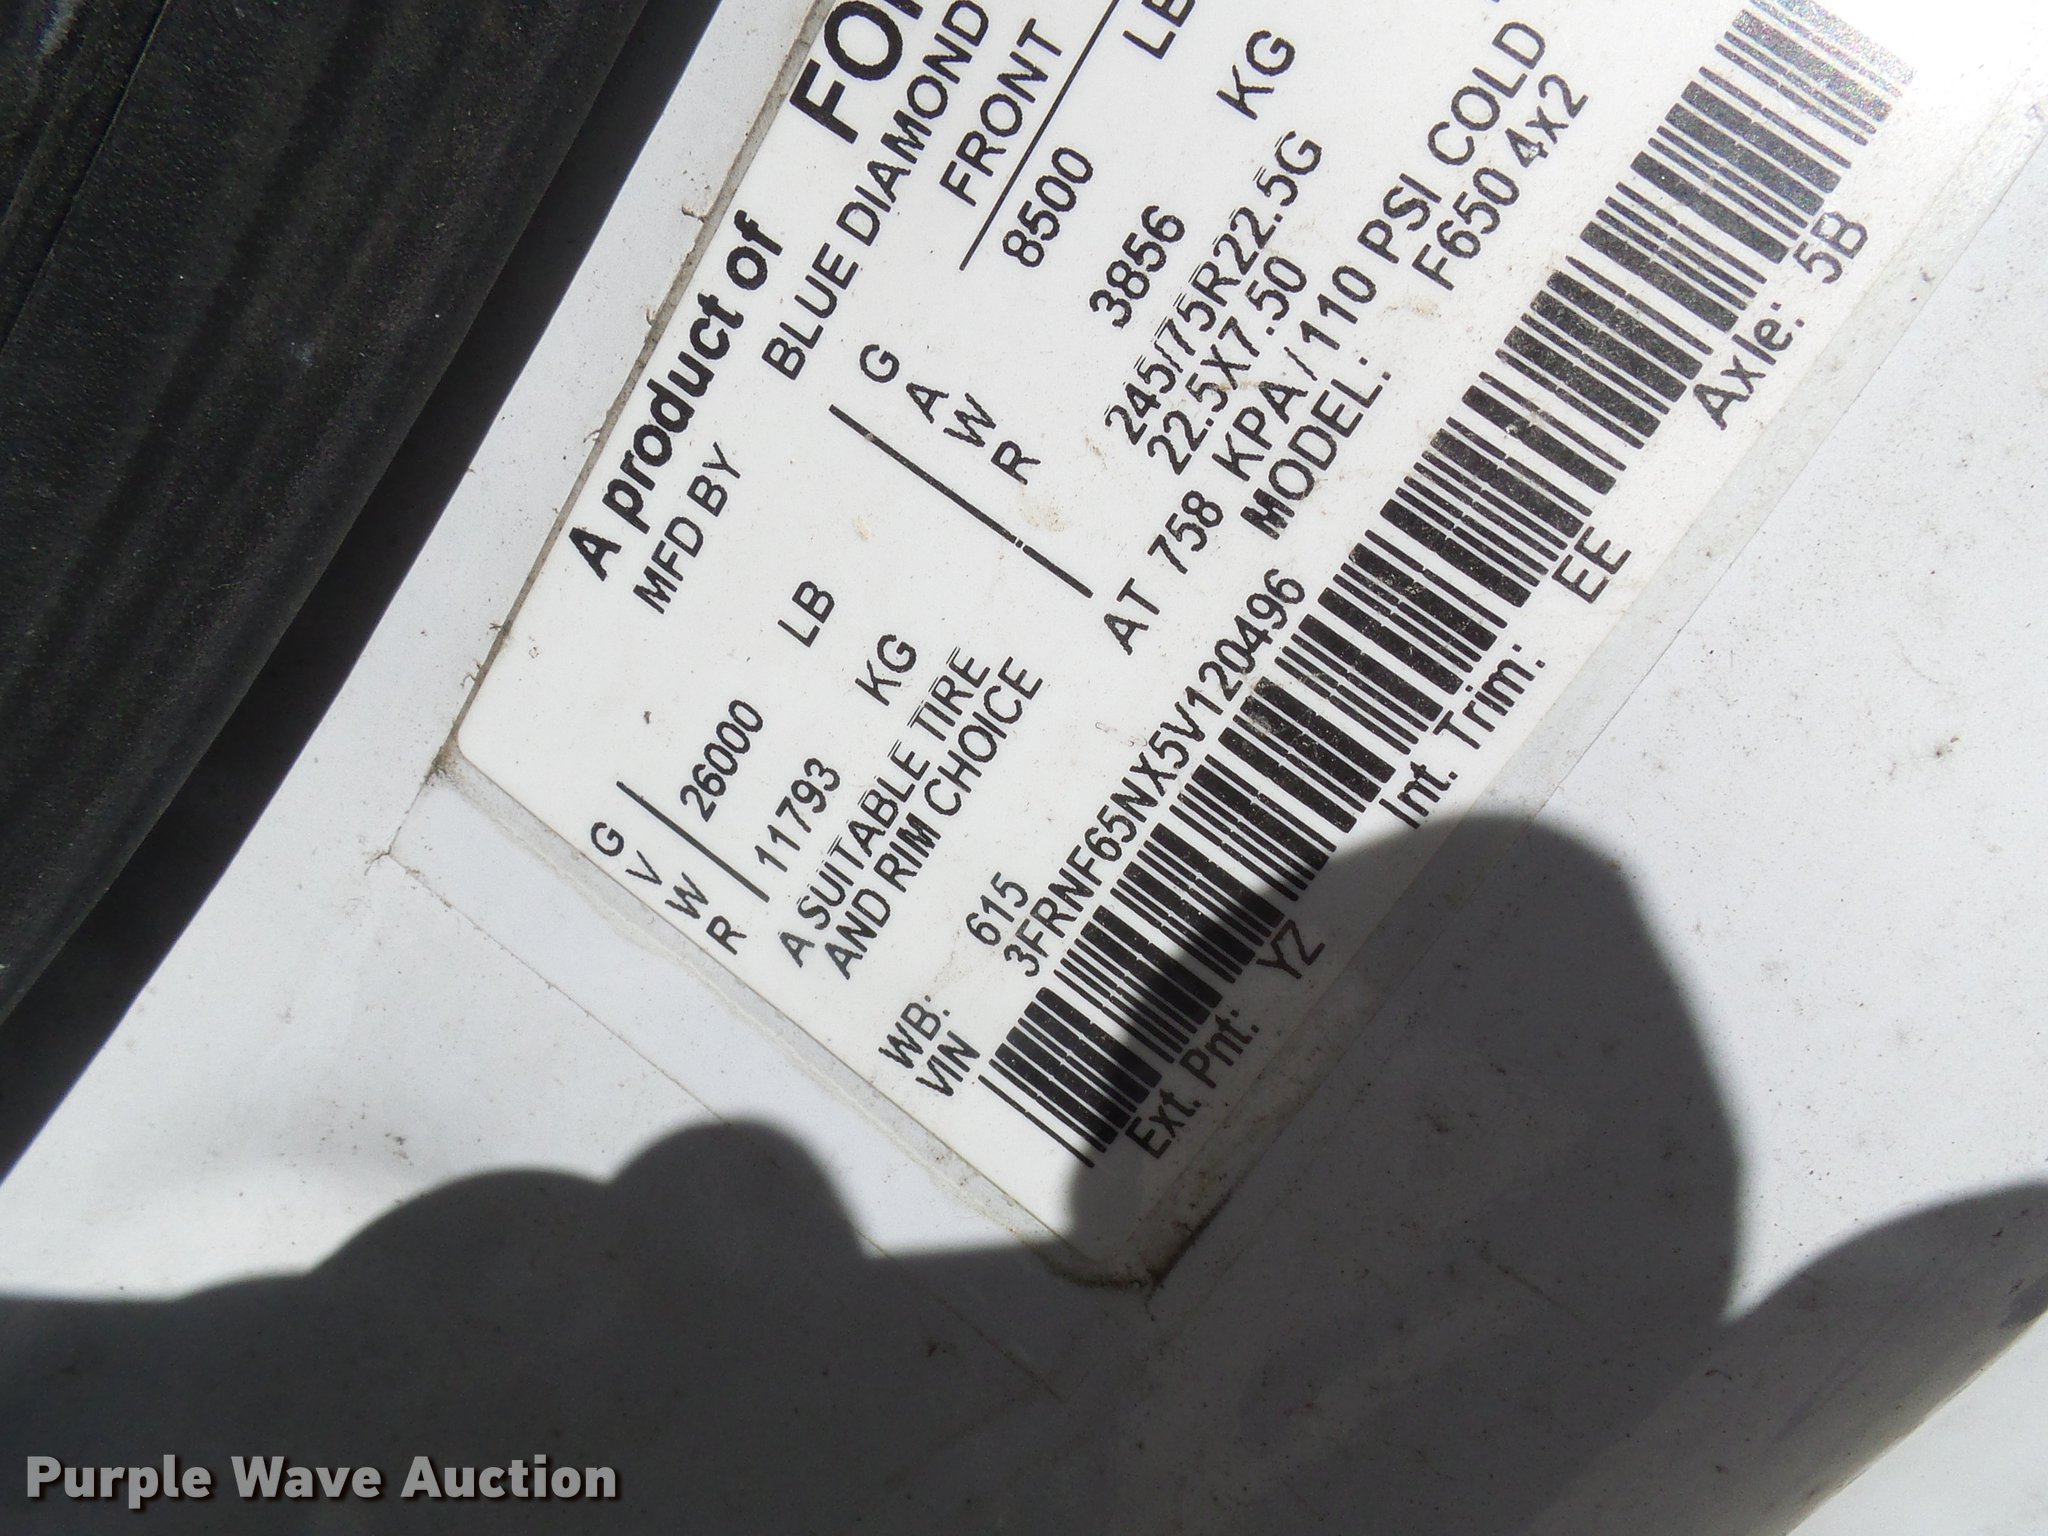 A product of
MFD BY BLUE DIAMOND
FRONT
G
V
W
R
26000 LB
11793 KG
G
A
W
R
8500
3856 KG
A SUITABLE TIRE
AND RIM CHOICE
245/75R22.5G
22.5X7.50
AT 758 KPA / 110 PSI COLD
WB: 615 MODEL: F650 4x2
VIN 3FRNF65NX5V120496
Ext. Pnt: YZ Int. Trim: EE Axle: 5B
Purple Wave Auction